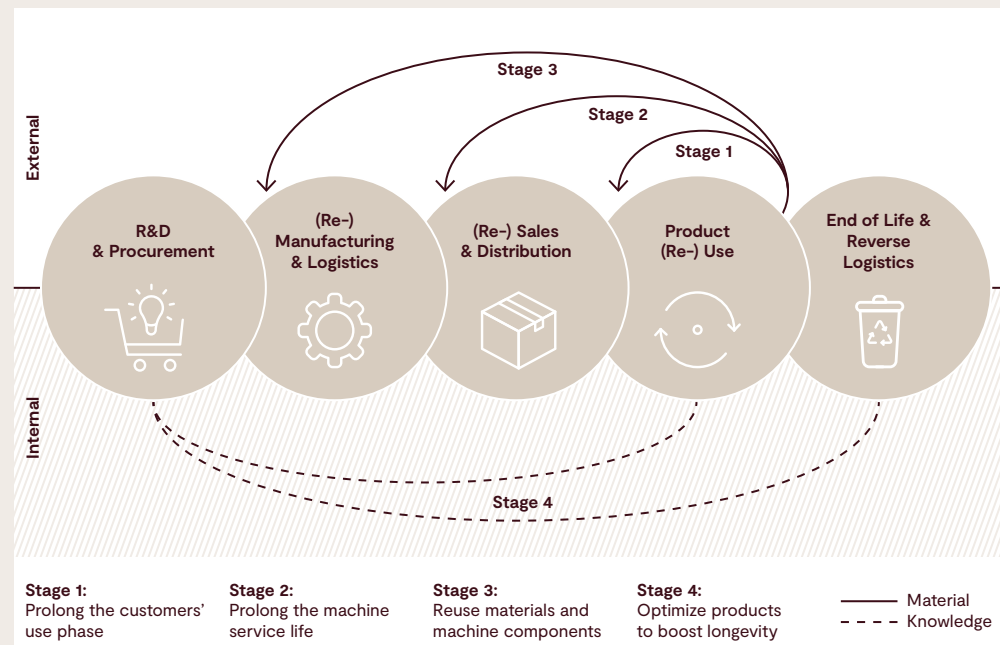 External
Stage 3
Stage 2
Stage 1
R&D
& Procurement
(Re-)
Manufacturing
& Logistics
(Re-) Sales
& Distribution
Product
(Re-) Use
End of Life &
Reverse
Logistics
Internal
Stage 4
Stage 1:
Prolong the customers’
use phase
Stage 2:
Prolong the machine
service life
Stage 3:
Reuse materials and
machine components
Stage 4:
Optimize products
to boost longevity
Material
Knowledge